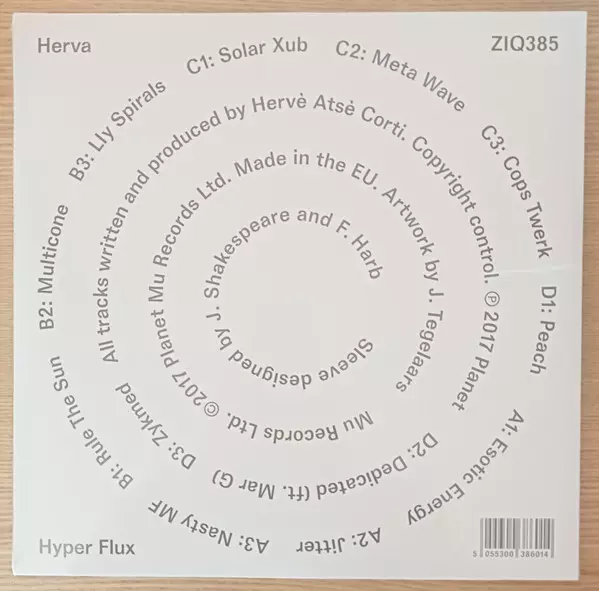 Herva
ZIQ385
A1: Esotic Energy
A2: Jitter
A3: Nasty MF
B1: Rule The Sun
B2: Multicone
B3: Lly Spirals
C1: Solar Xub
C2: Meta Wave
C3: Cops Twerk
D1: Peach
D2: Dedicated (ft. Mar G)
D3: Zykmed
All tracks written and produced by Hervè Atsè Corti. Copyright control. ℗ 2017 Planet Mu Records Ltd. ©2017 Planet Mu Records Ltd. Made in the EU. Artwork by J. Tegelaars
Sleeve designed by J. Shakespeare and F. Harb
Hyper Flux
5 055300 386014